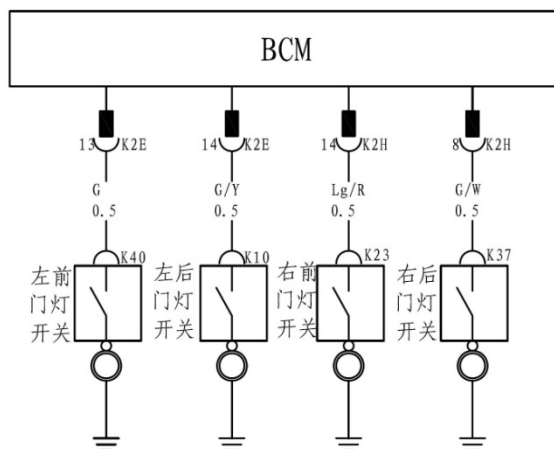 BCM
13 K2E 14 K2E 14 K2H 8 K2H
G G/Y Lg/R G/W
0.5 0.5 0.5 0.5
K40 K10 K23 K37
左前 左后 右前 右后
门灯 门灯 门灯 门灯
开关 开关 开关 开关